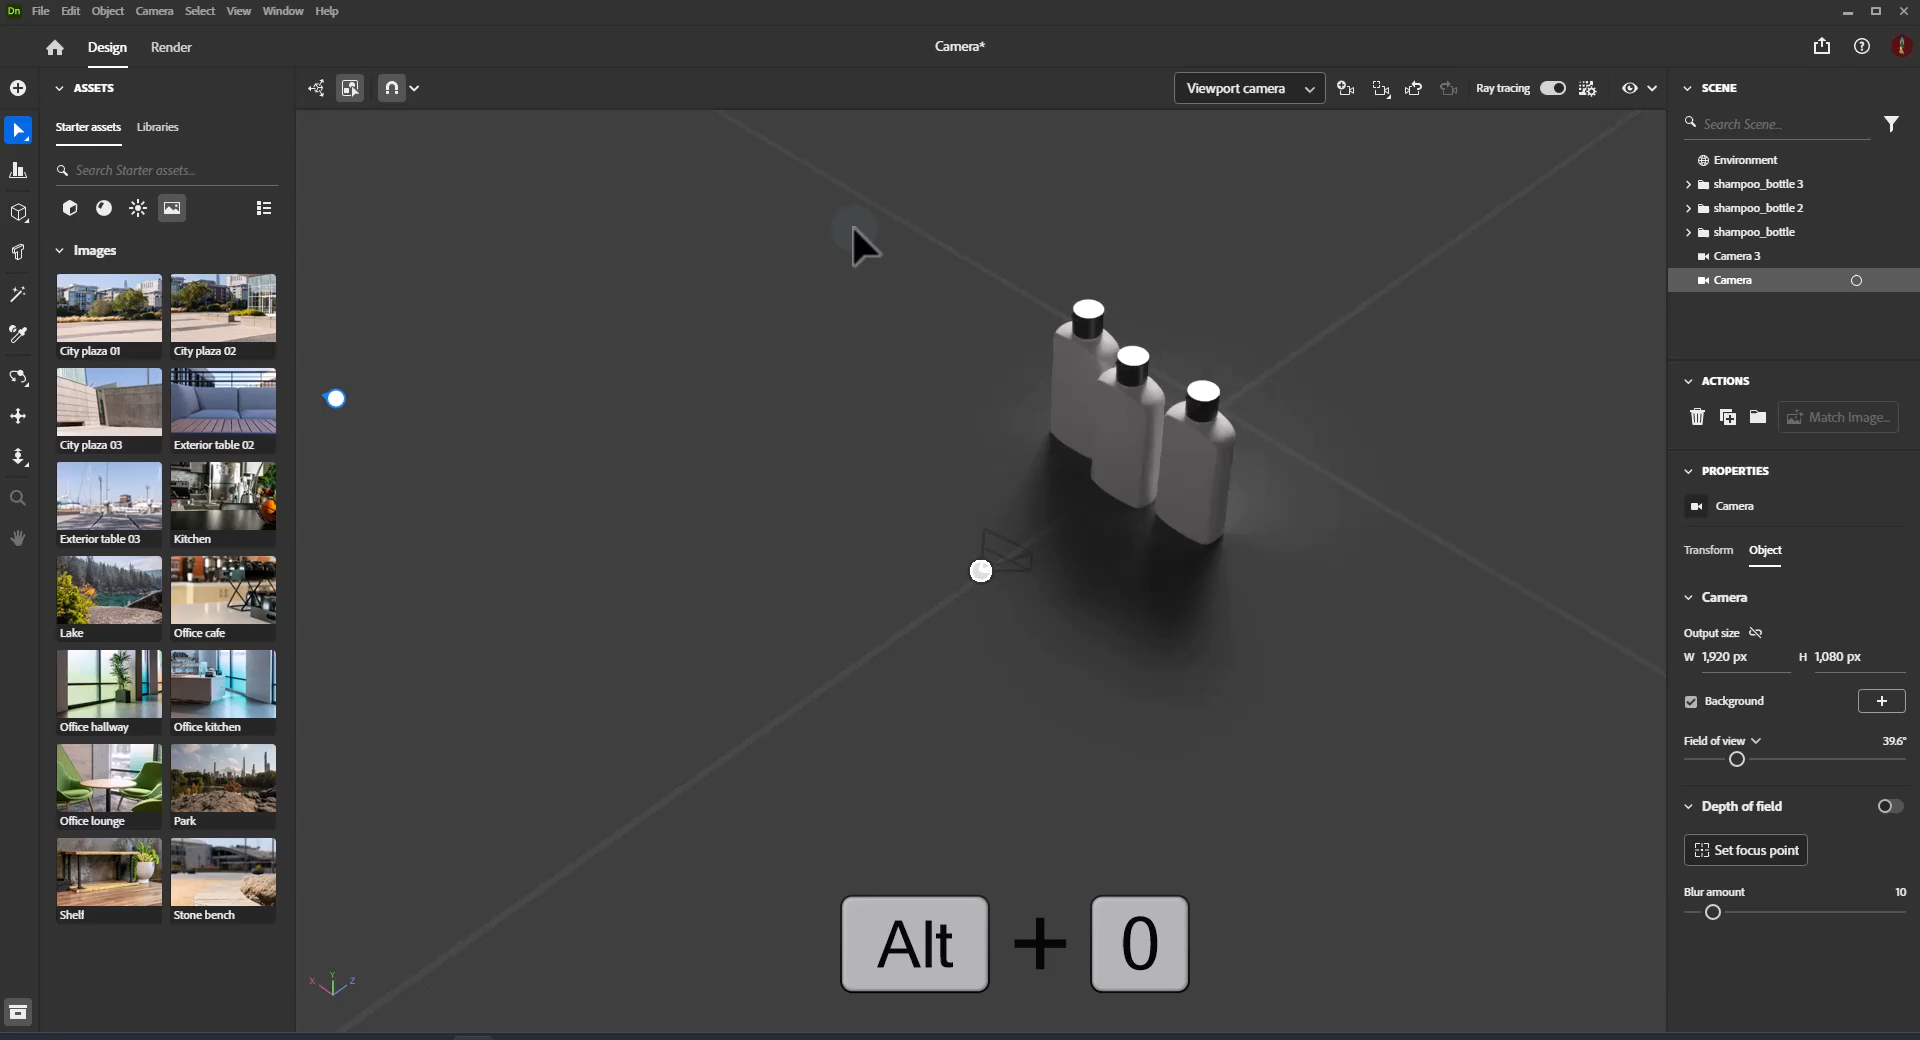 Dn File Edit Object Camera Select View Window Help
Design Render Camera*
ASSETS
Starter assets Libraries
Search Starter assets...
Images
City plaza 01 City plaza 02
City plaza 03 Exterior table 02
Exterior table 03 Kitchen
Lake Office cafe
Office hallway Office kitchen
Office lounge Park
Shelf Stone bench
Viewport camera Ray tracing
X Y Z
Alt + 0
SCENE
Search Scene...
Environment
shampoo_bottle 3
shampoo_bottle 2
shampoo_bottle
Camera 3
Camera
ACTIONS
Match Image...
PROPERTIES
Camera
Transform Object
Camera
Output size
W 1,920 px H 1,080 px
Background +
Field of view 39.6°
Depth of field
Set focus point
Blur amount 10